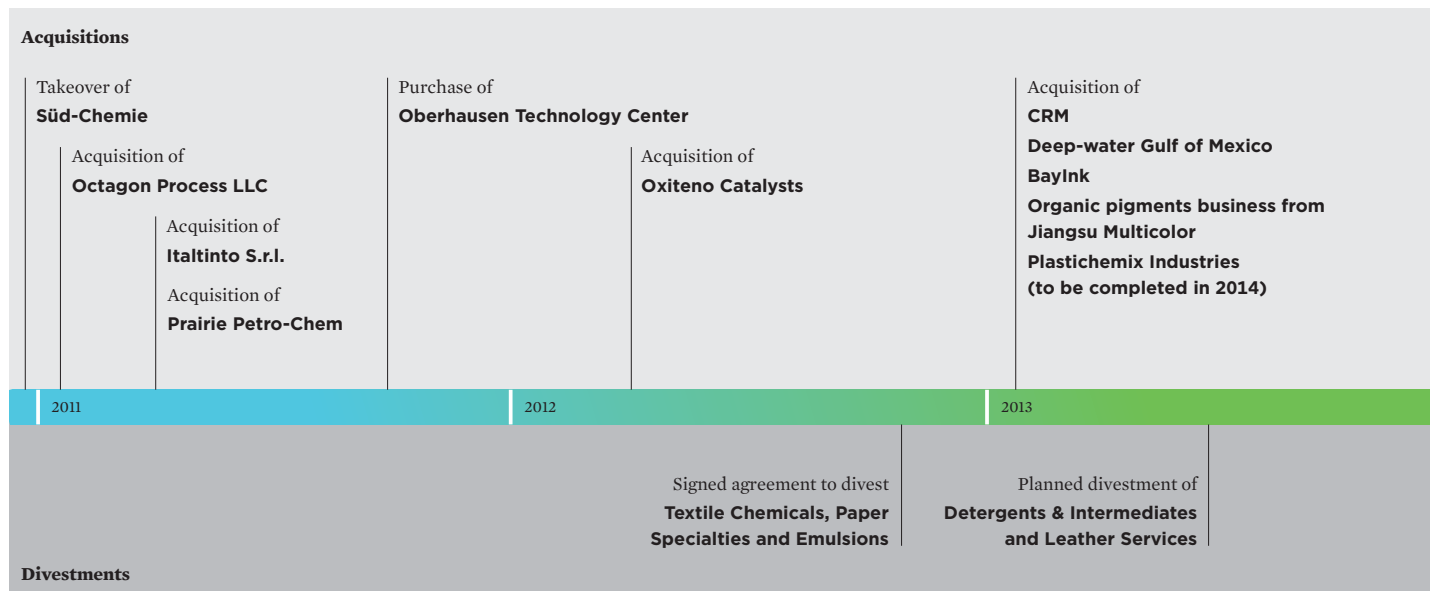 Acquisitions
Takeover of
Süd-Chemie
Acquisition of
Octagon Process LLC
Acquisition of
Italtinto S.r.l.
Acquisition of
Prairie Petro-Chem
Purchase of
Oberhausen Technology Center
Acquisition of
Oxiteno Catalysts
Acquisition of
CRM
Deep-water Gulf of Mexico
BayInk
Organic pigments business from
Jiangsu Multicolor
Plastichemix Industries
(to be completed in 2014)
2011
2012
2013
Signed agreement to divest
Textile Chemicals, Paper
Specialties and Emulsions
Planned divestment of
Detergents & Intermediates
and Leather Services
Divestments